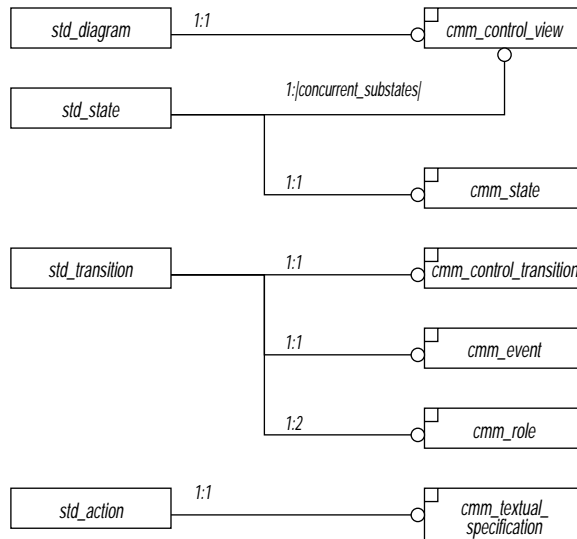 std_diagram
1:1
cmm_control_view
std_state
1:|concurrent_substates|
1:1
cmm_state
std_transition
1:1
cmm_control_transition
1:1
cmm_event
1:2
cmm_role
std_action
1:1
cmm_textual_
specification